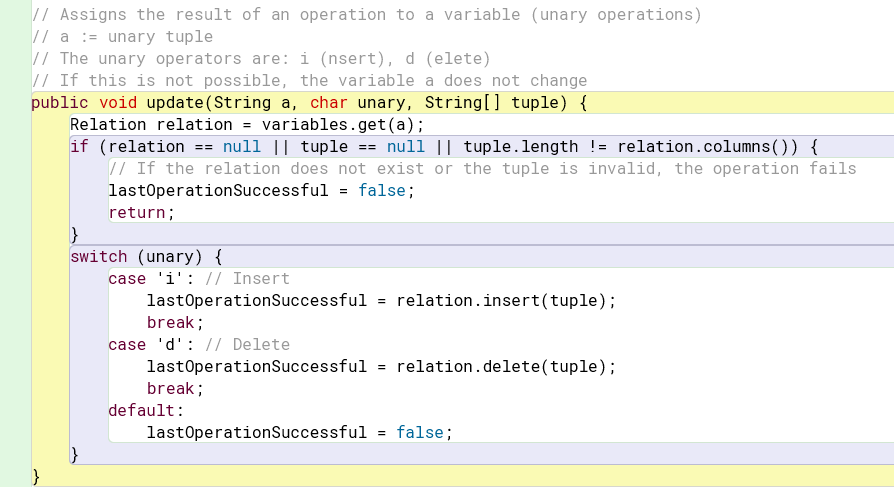 // Assigns the result of an operation to a variable (unary operations)
// a := unary tuple
// The unary operators are: i (nsert), d (elete)
// If this is not possible, the variable a does not change
public void update(String a, char unary, String[] tuple) {
    Relation relation = variables.get(a);
    if (relation == null || tuple == null || tuple.length != relation.columns()) {
        // If the relation does not exist or the tuple is invalid, the operation fails
        lastOperationSuccessful = false;
        return;
    }
    switch (unary) {
        case 'i': // Insert
            lastOperationSuccessful = relation.insert(tuple);
            break;
        case 'd': // Delete
            lastOperationSuccessful = relation.delete(tuple);
            break;
        default:
            lastOperationSuccessful = false;
    }
}